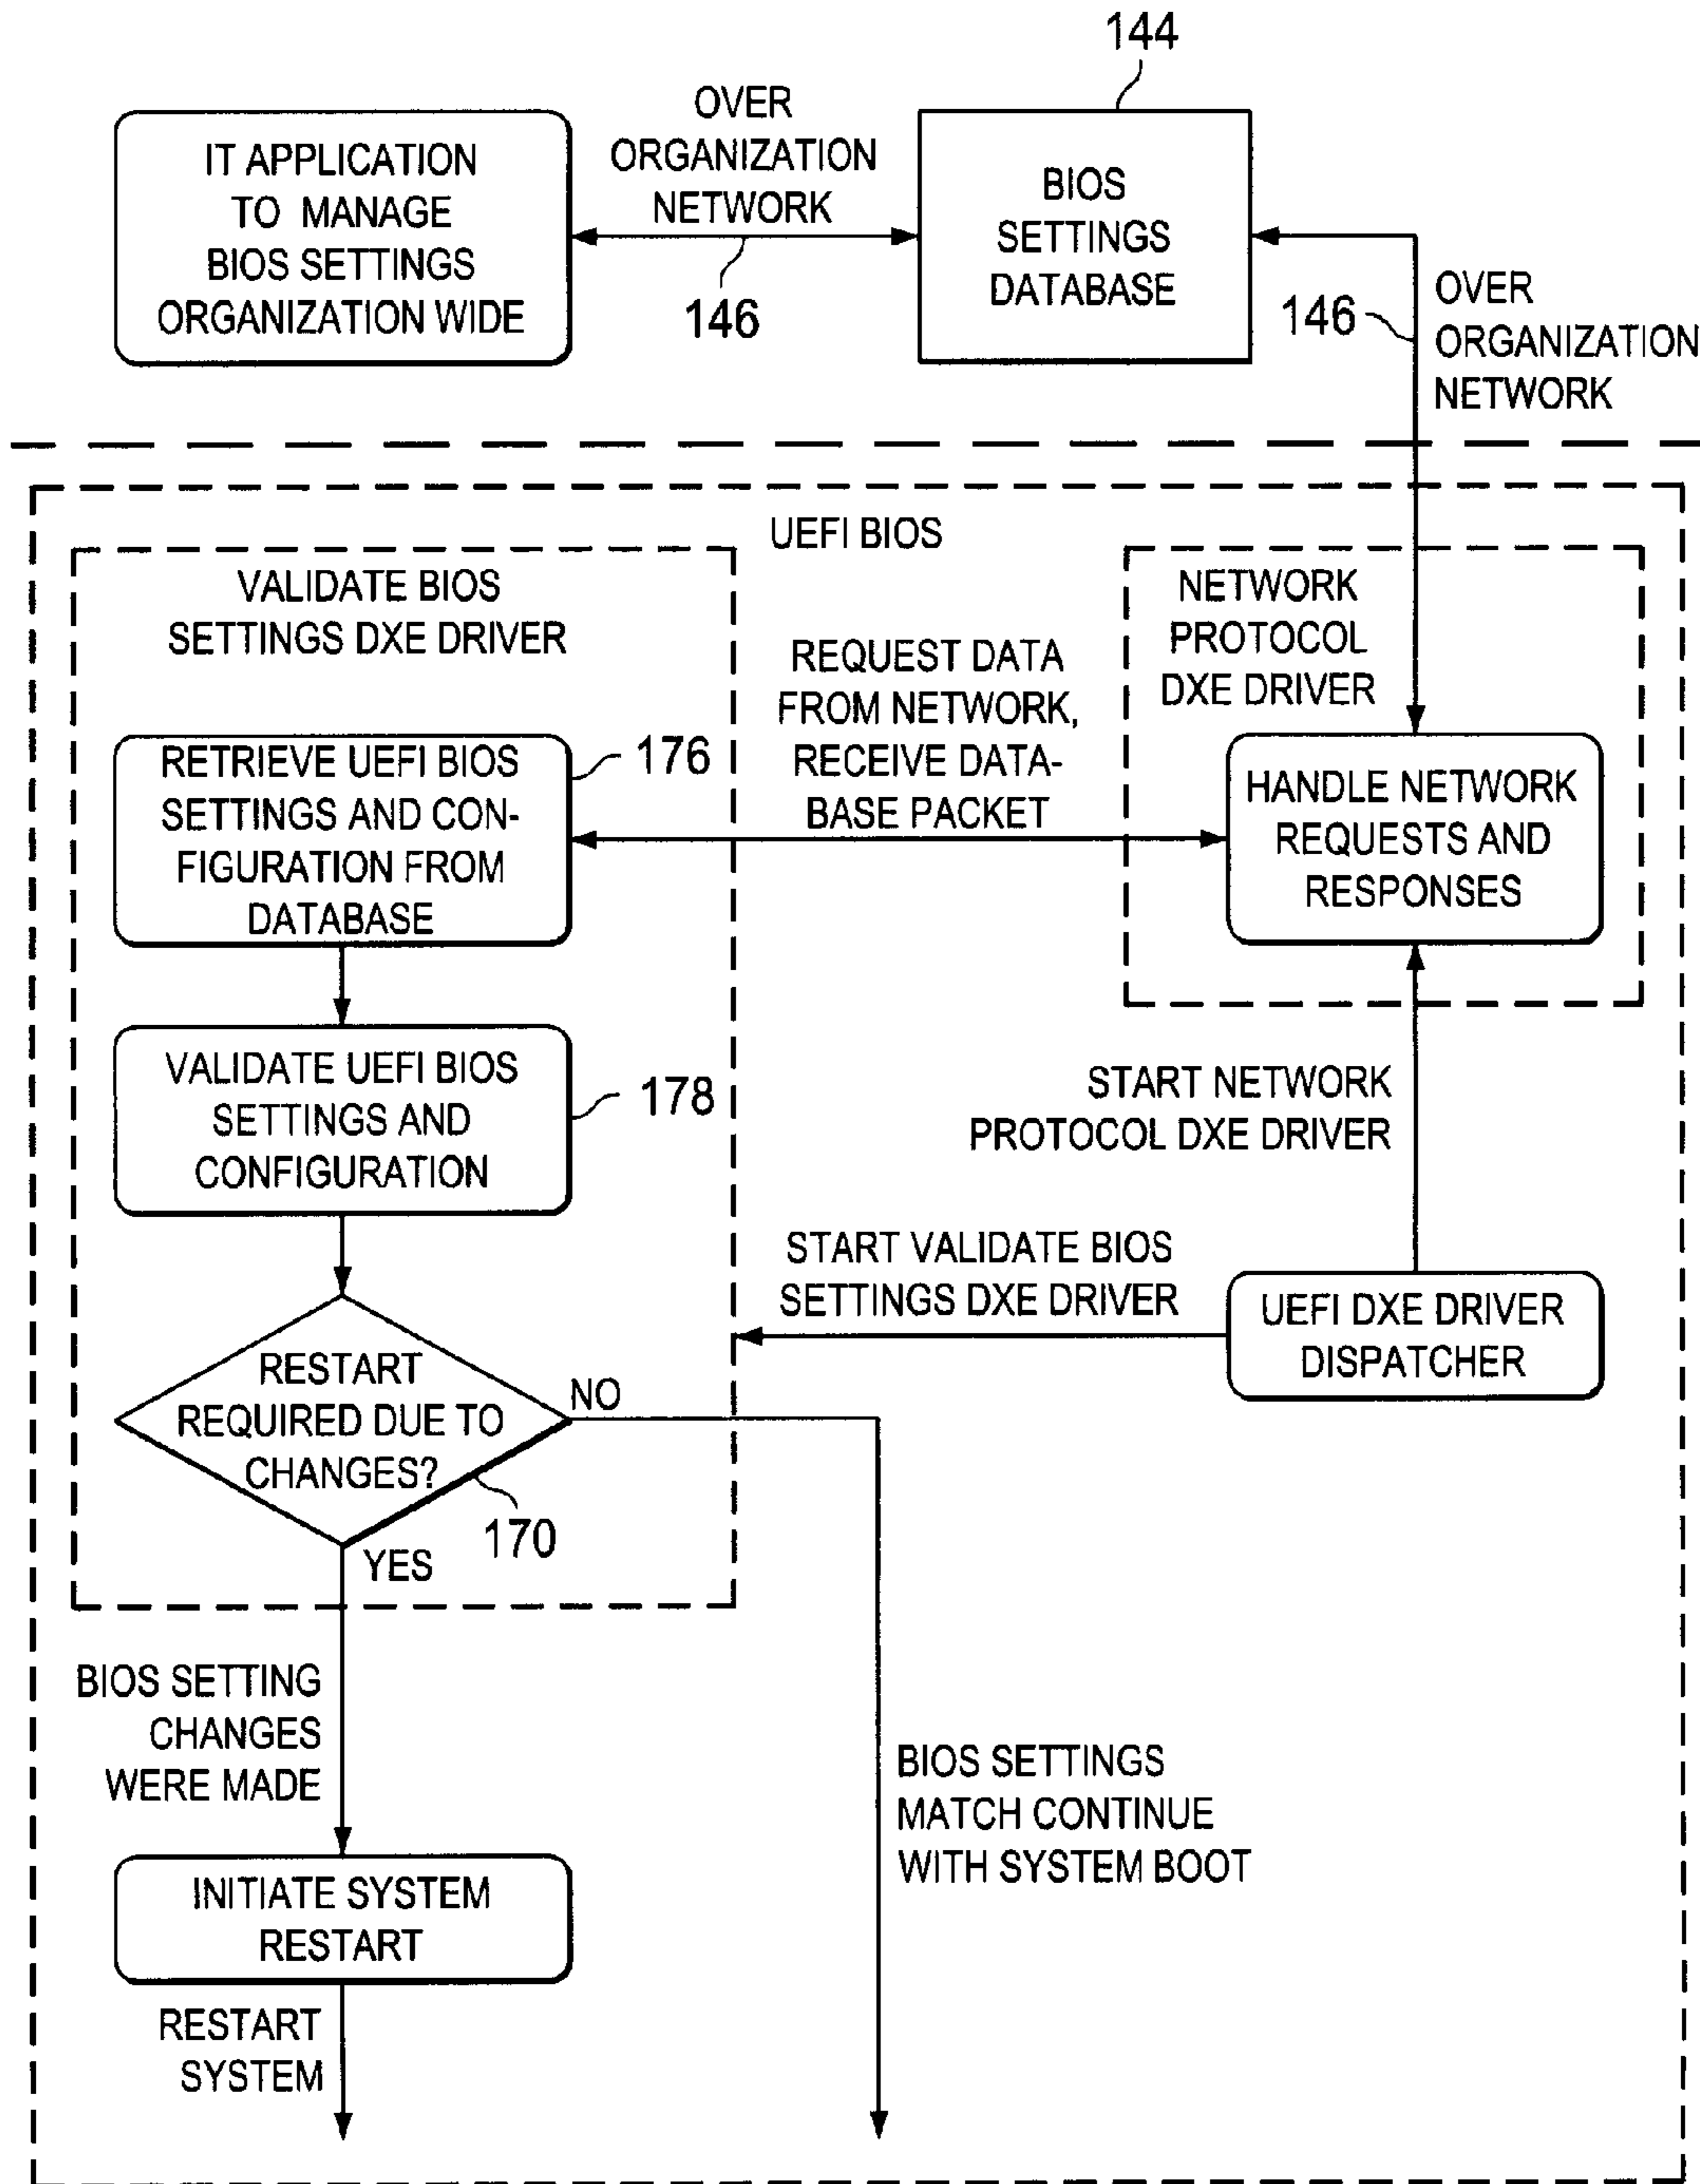 144
IT APPLICATION
TO MANAGE
BIOS SETTINGS
ORGANIZATION WIDE
OVER
ORGANIZATION
NETWORK
146
BIOS
SETTINGS
DATABASE
146
OVER
ORGANIZATION
NETWORK
UEFI BIOS
VALIDATE BIOS
SETTINGS DXE DRIVER
NETWORK
PROTOCOL
DXE DRIVER
RETRIEVE UEFI BIOS
SETTINGS AND CON-
FIGURATION FROM
DATABASE
176
REQUEST DATA
FROM NETWORK,
RECEIVE DATA-
BASE PACKET
HANDLE NETWORK
REQUESTS AND
RESPONSES
VALIDATE UEFI BIOS
SETTINGS AND
CONFIGURATION
178
START NETWORK
PROTOCOL DXE DRIVER
START VALIDATE BIOS
SETTINGS DXE DRIVER
UEFI DXE DRIVER
DISPATCHER
RESTART
REQUIRED DUE TO
CHANGES?
NO
170
YES
BIOS SETTING
CHANGES
WERE MADE
BIOS SETTINGS
MATCH CONTINUE
WITH SYSTEM BOOT
INITIATE SYSTEM
RESTART
RESTART
SYSTEM